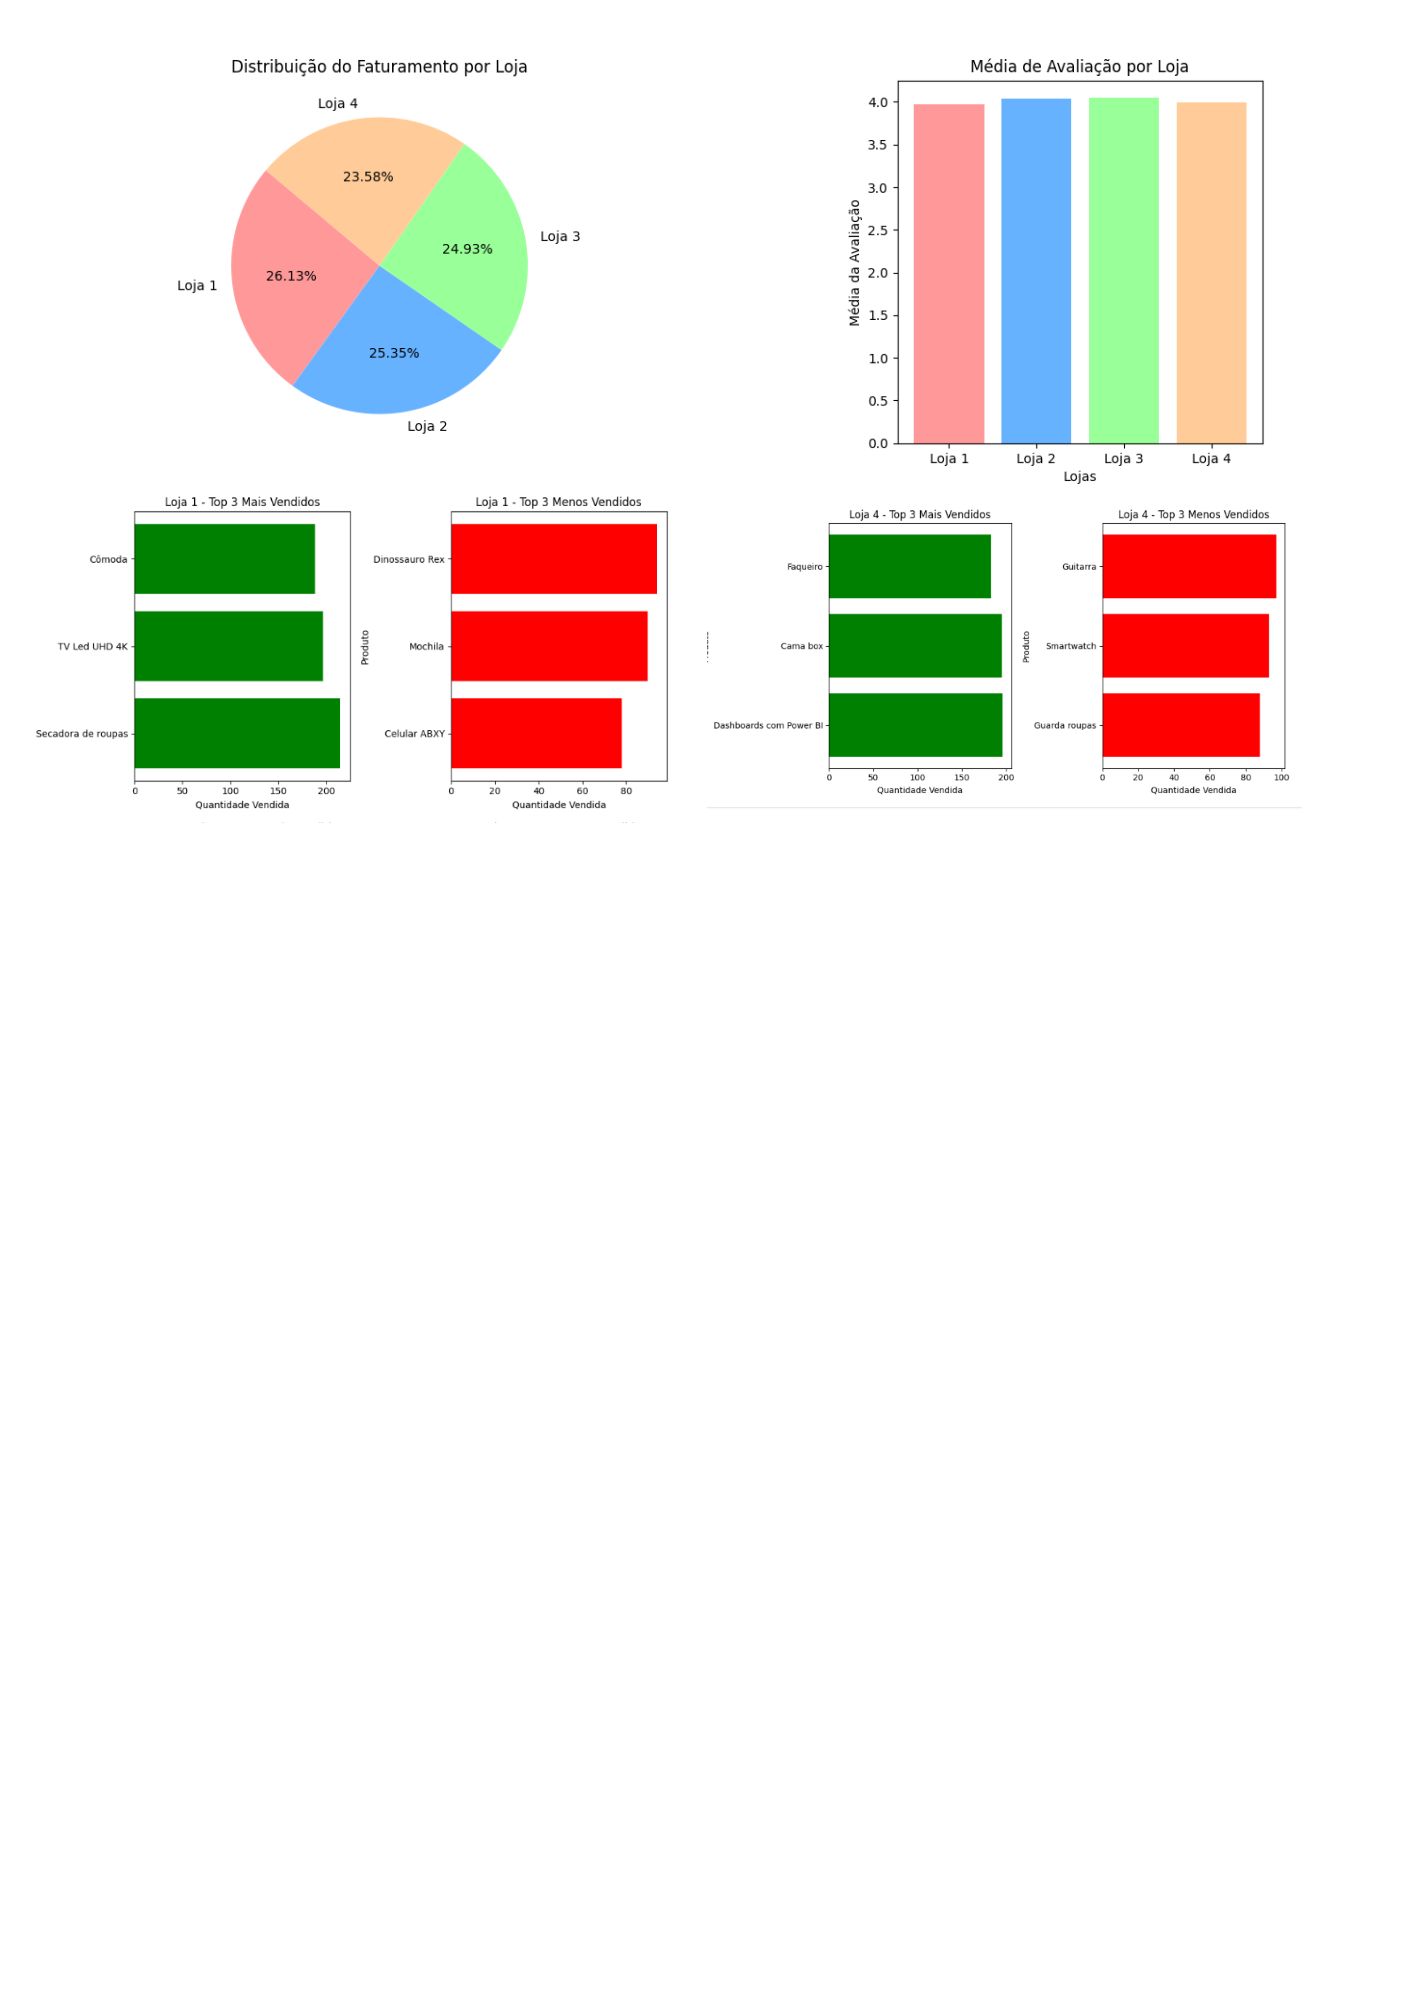 Distribuição do Faturamento por Loja
Loja 4
23.58%
Loja 3
24.93%
26.13%
Loja 1
25.35%
Loja 2
Média de Avaliação por Loja
4.0
3.5
3.0
2.5
2.0
1.5
1.0
0.5
0.0
Média da Avaliação
Loja 1 Loja 2 Loja 3 Loja 4
Lojas
Loja 1 - Top 3 Mais Vendidos
Cômoda
TV Led UHD 4K
Secadora de roupas
0 50 100 150 200
Quantidade Vendida
Loja 1 - Top 3 Menos Vendidos
Produto
Dinossauro Rex
Mochila
Celular ABXY
0 20 40 60 80
Quantidade Vendida
Loja 4 - Top 3 Mais Vendidos
Faqueiro
Cama box
Dashboards com Power BI
0 50 100 150 200
Quantidade Vendida
Loja 4 - Top 3 Menos Vendidos
Produto
Guitarra
Smartwatch
Guarda roupas
0 20 40 60 80 100
Quantidade Vendida